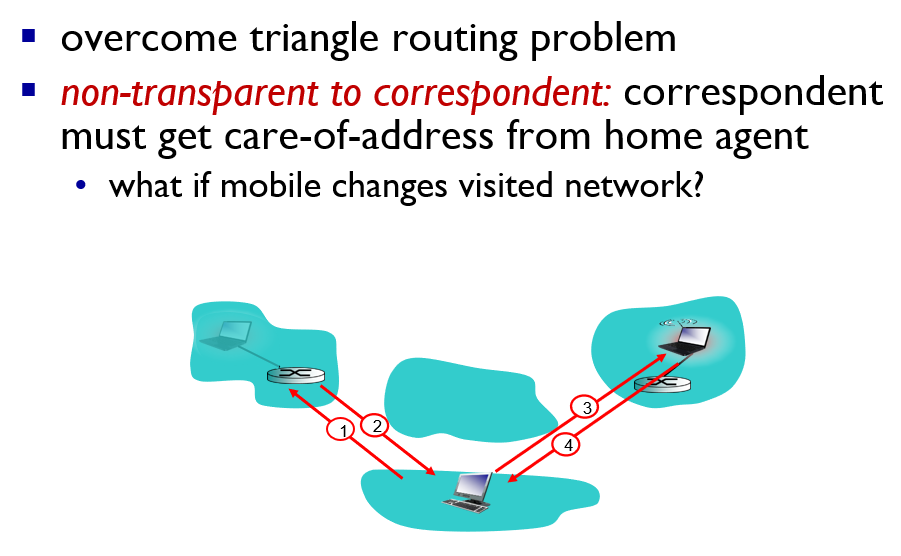 ▪ overcome triangle routing problem
▪ non-transparent to correspondent: correspondent
must get care-of-address from home agent
• what if mobile changes visited network?
1
2
3
4